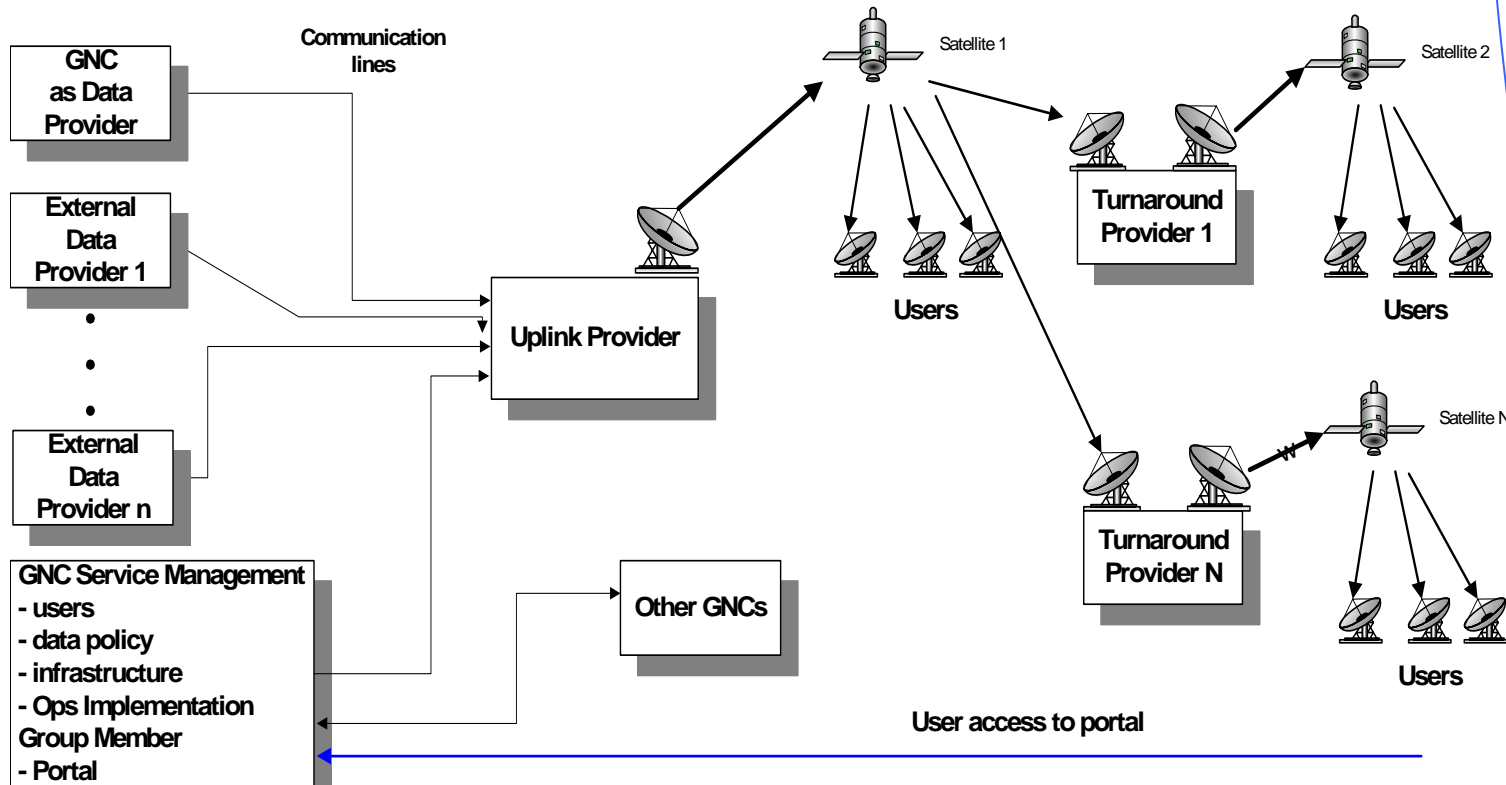 GNC
as Data
Provider
Communication
lines
Satellite 1
Satellite 2
External
Data
Provider 1
Turnaround
Provider 1
Uplink Provider
Users
Users
External
Data
Provider n
Satellite N
W
GNC Service Management
- users
- data policy
- infrastructure
- Ops Implementation
Group Member
- Portal
Other GNCs
Turnaround
Provider N
Users
User access to portal